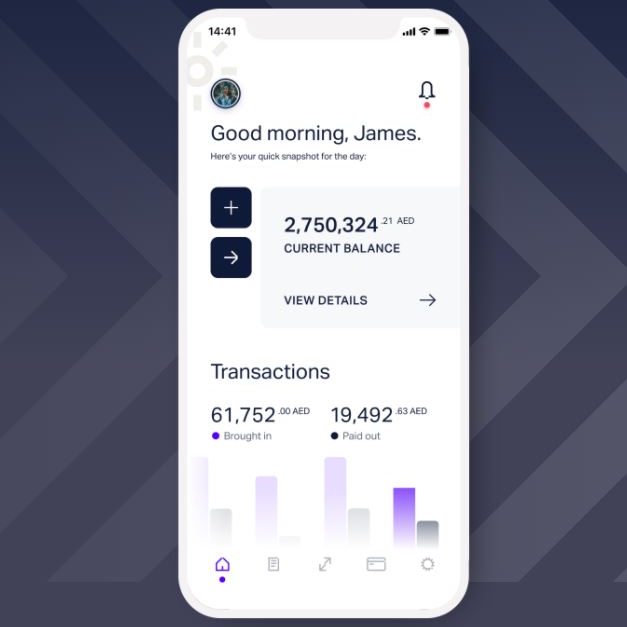 14:41
Good morning, James.
Here's your quick snapshot for the day:
2,750,324.21 AED
CURRENT BALANCE
VIEW DETAILS
Transactions
61,752.00 AED 19,492.63 AED
Brought in Paid out